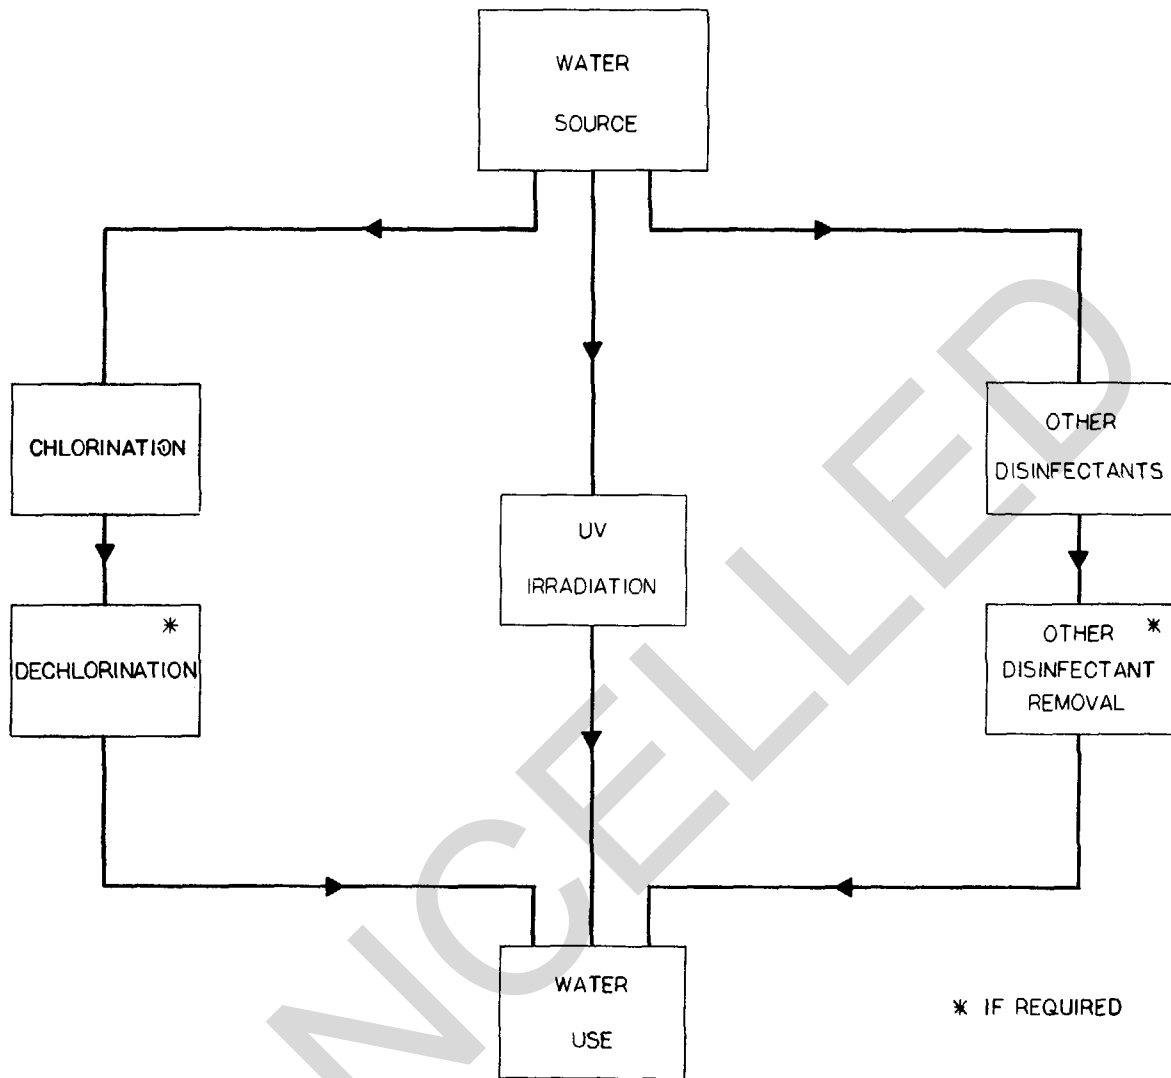 WATER
SOURCE
CHLORINATION
OTHER
DISINFECTANTS
UV
IRRADIATION
*
DECHLORINATION
OTHER *
DISINFECTANT
REMOVAL
WATER
USE
* IF REQUIRED
NCELLED